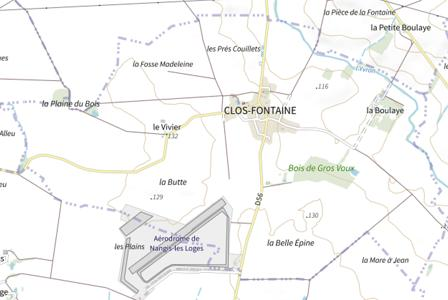 la Pièce de la Fontaine
la Petite Boulaye
les Prés Couillets
la Fosse Madeleine
L'Yvron
116
la Plaine du Bois
CLOS-FONTAINE
la Boulaye
le Vivier
132
Alleu
Bois de Gros Voux
la Butte
129
D56
130
Aérodrome de
Nangis-les Loges
les Plains
la Belle Épine
la Mare à Jean